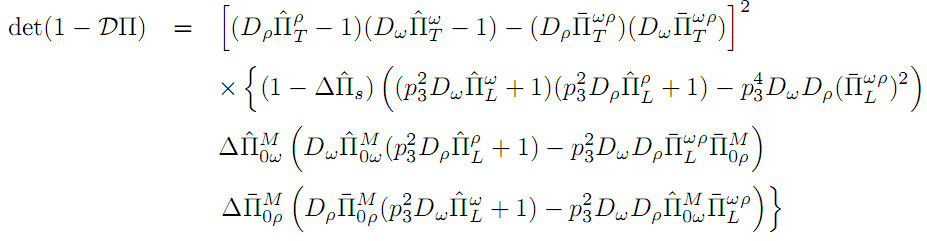 det(1 − 𝒟Π) = [(D_ρ Π̂_T^ρ − 1)(D_ω Π̂_T^ω − 1) − (D_ρ Π̄_T^{ωρ})(D_ω Π̄_T^{ωρ})]^2
× {(1 − ΔΠ̂_s) ((p_3^2 D_ω Π̂_L^ω + 1)(p_3^2 D_ρ Π̂_L^ρ + 1) − p_3^4 D_ω D_ρ (Π̄_L^{ωρ})^2)
ΔΠ̂_{0ω}^M (D_ω Π̂_{0ω}^M (p_3^2 D_ρ Π̂_L^ρ + 1) − p_3^2 D_ω D_ρ Π̄_L^{ωρ} Π̄_{0ρ}^M)
ΔΠ̄_{0ρ}^M (D_ρ Π̄_{0ρ}^M (p_3^2 D_ω Π̂_L^ω + 1) − p_3^2 D_ω D_ρ Π̂_{0ω}^M Π̄_L^{ωρ})}